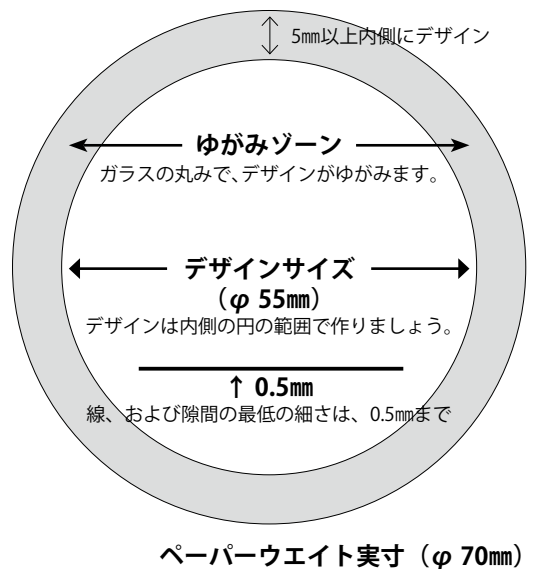 5㎜以上内側にデザイン
ゆがみゾーン
ガラスの丸みで、デザインがゆがみます。
デザインサイズ
（φ 55㎜）
デザインは内側の円の範囲で作りましょう。
↑ 0.5㎜
線、および隙間の最低の細さは、0.5㎜まで
ペーパーウエイト実寸（φ 70㎜）